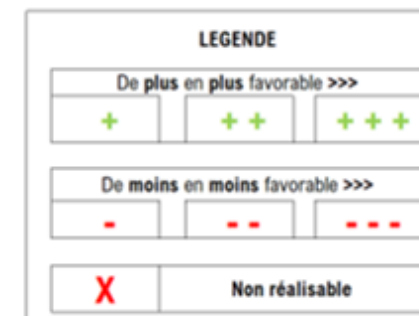 LEGENDE
De plus en plus favorable >>>
+ ++ +++
De moins en moins favorable >>>
- -- ---
X Non réalisable